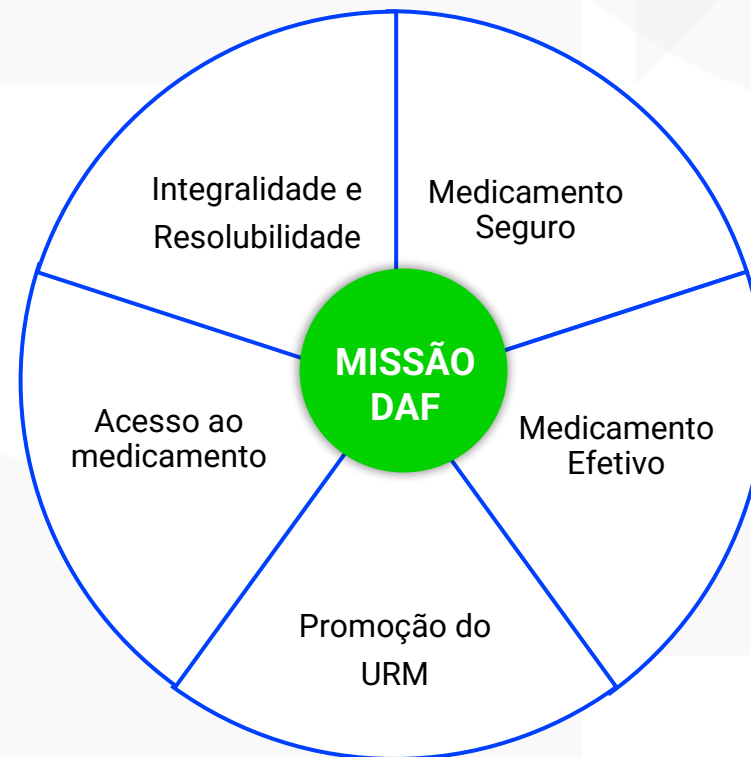 Integralidade e
Resolubilidade
Medicamento
Seguro
MISSÃO
DAF
Acesso ao
medicamento
Medicamento
Efetivo
Promoção do
URM